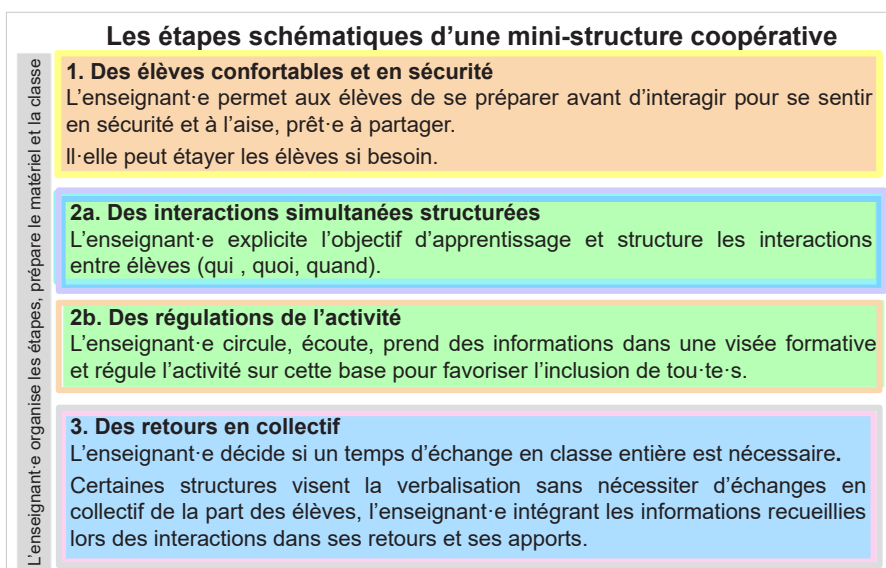 Les étapes schématiques d’une mini-structure coopérative
L’enseignant·e organise les étapes, prépare le matériel et la classe
1. Des élèves confortables et en sécurité
L’enseignant·e permet aux élèves de se préparer avant d’interagir pour se sentir
en sécurité et à l’aise, prêt·e à partager.
Il·elle peut étayer les élèves si besoin.
2a. Des interactions simultanées structurées
L’enseignant·e explicite l’objectif d’apprentissage et structure les interactions
entre élèves (qui , quoi, quand).
2b. Des régulations de l’activité
L’enseignant·e circule, écoute, prend des informations dans une visée formative
et régule l’activité sur cette base pour favoriser l’inclusion de tou·te·s.
3. Des retours en collectif
L’enseignant·e décide si un temps d’échange en classe entière est nécessaire.
Certaines structures visent la verbalisation sans nécessiter d’échanges en
collectif de la part des élèves, l’enseignant·e intégrant les informations recueillies
lors des interactions dans ses retours et ses apports.